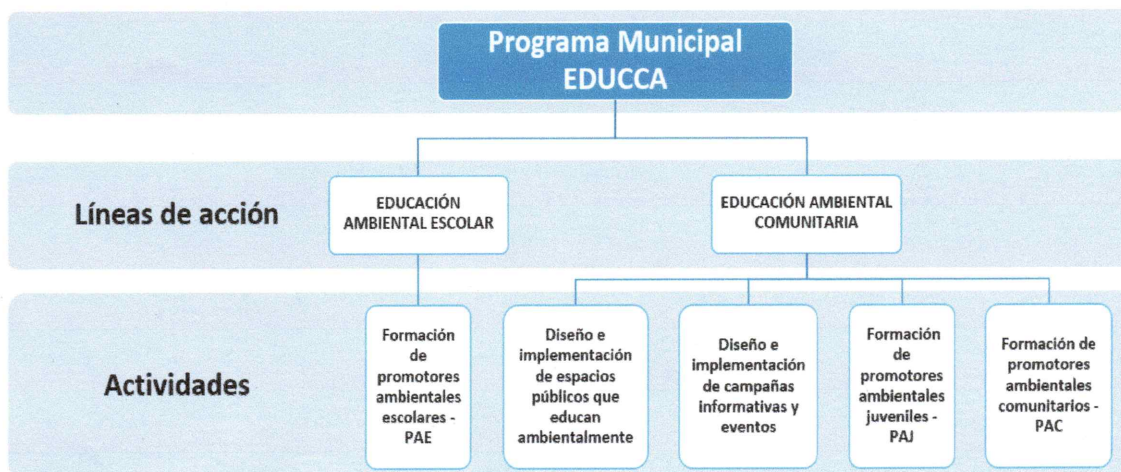 Programa Municipal
EDUCCA
Líneas de acción
EDUCACIÓN
AMBIENTAL ESCOLAR
EDUCACIÓN AMBIENTAL
COMUNITARIA
Actividades
Formación
de
promotores
ambientales
escolares -
PAE
Diseño e
implementación
de espacios
públicos que
educan
ambientalmente
Diseño e
implementación
de campañas
informativas y
eventos
Formación
de
promotores
ambientales
juveniles -
PAJ
Formación de
promotores
ambientales
comunitarios -
PAC